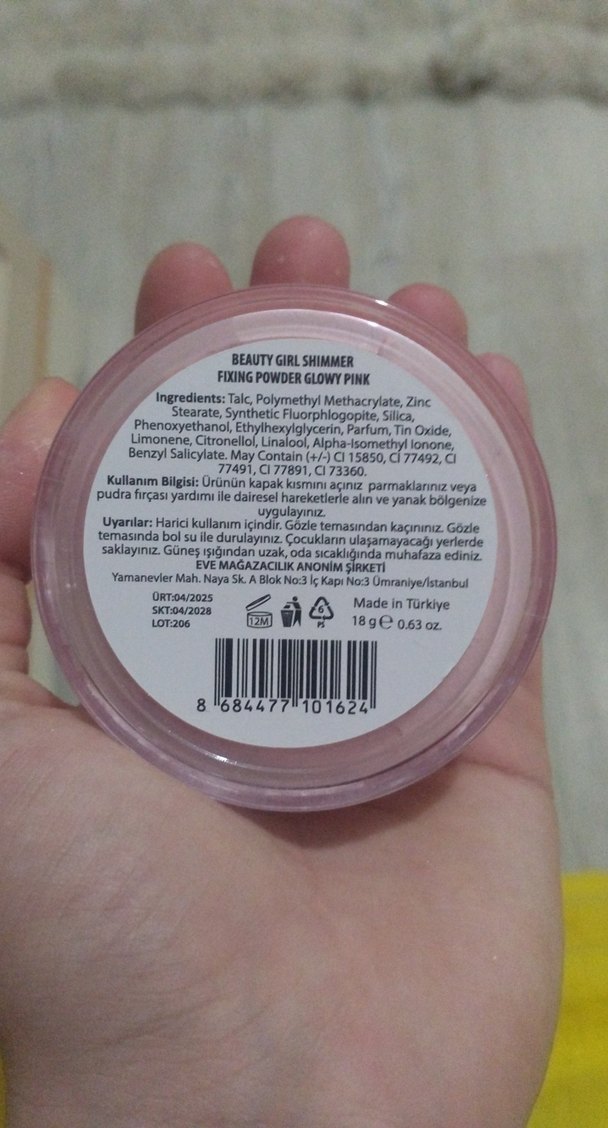 BEAUTY GIRL SHIMMER
FIXING POWDER GLOWY PINK
Ingredients: Talc, Polymethyl Methacrylate, Zinc
Stearate, Synthetic Fluorphlogopite, Silica,
Phenoxyethanol, Ethylhexylglycerin, Parfum, Tin Oxide,
Limonene, Citronellol, Linalool, Alpha-Isomethyl Ionone,
Benzyl Salicylate. May Contain (+/-) CI 15850, CI 77492, CI
77491, CI 77891, CI 73360.
Kullanım Bilgisi: Ürünün kapak kısmını açınız parmaklarınız veya
pudra fırçası yardımı ile dairesel hareketlerle alın ve yanak bölgenize
uygulayınız.
Uyarılar: Harici kullanım içindir. Gözle temasından kaçınınız. Gözle
temasında bol su ile durulayınız. Çocukların ulaşamayacağı yerlerde
saklayınız. Güneş ışığından uzak, oda sıcaklığında muhafaza ediniz.
EVE MAĞAZACILIK ANONİM ŞİRKETİ
Yamanevler Mah. Naya Sk. A Blok No:3 İç Kapı No:3 Ümraniye/İstanbul
ÜRT:04/2025
SKT:04/2028
LOT:206
12M
6
PS
Made in Türkiye
18 g e 0.63 oz.
8 684477 101624